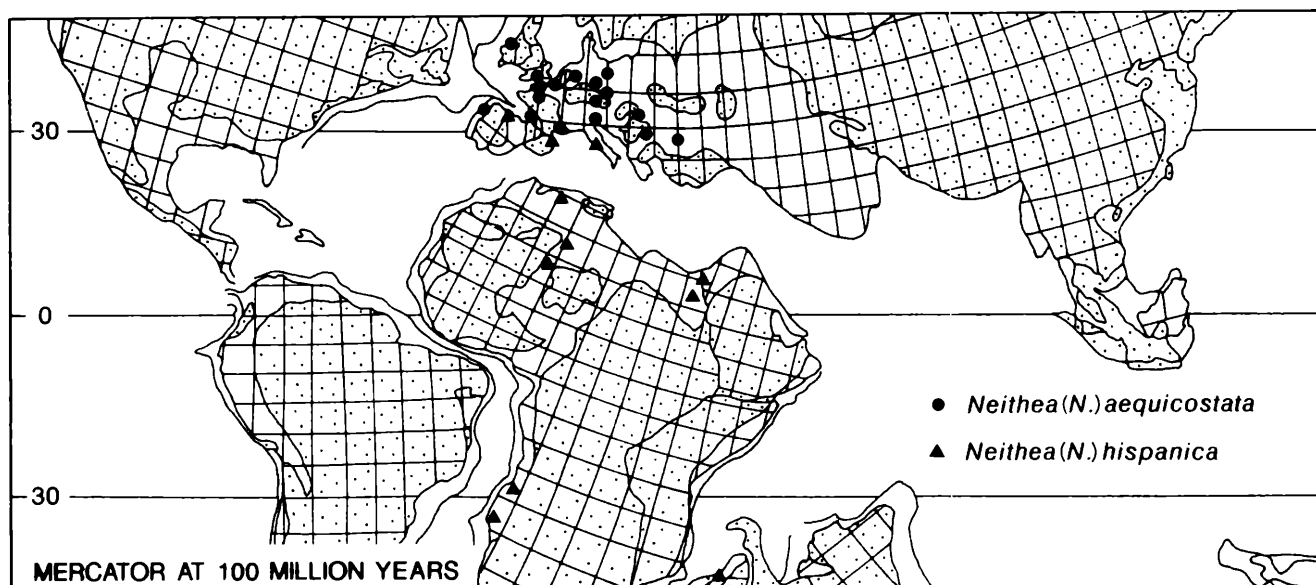 30
0
30
Neithea(N.) aequicostata
Neithea(N.) hispanica
MERCATOR AT 100 MILLION YEARS